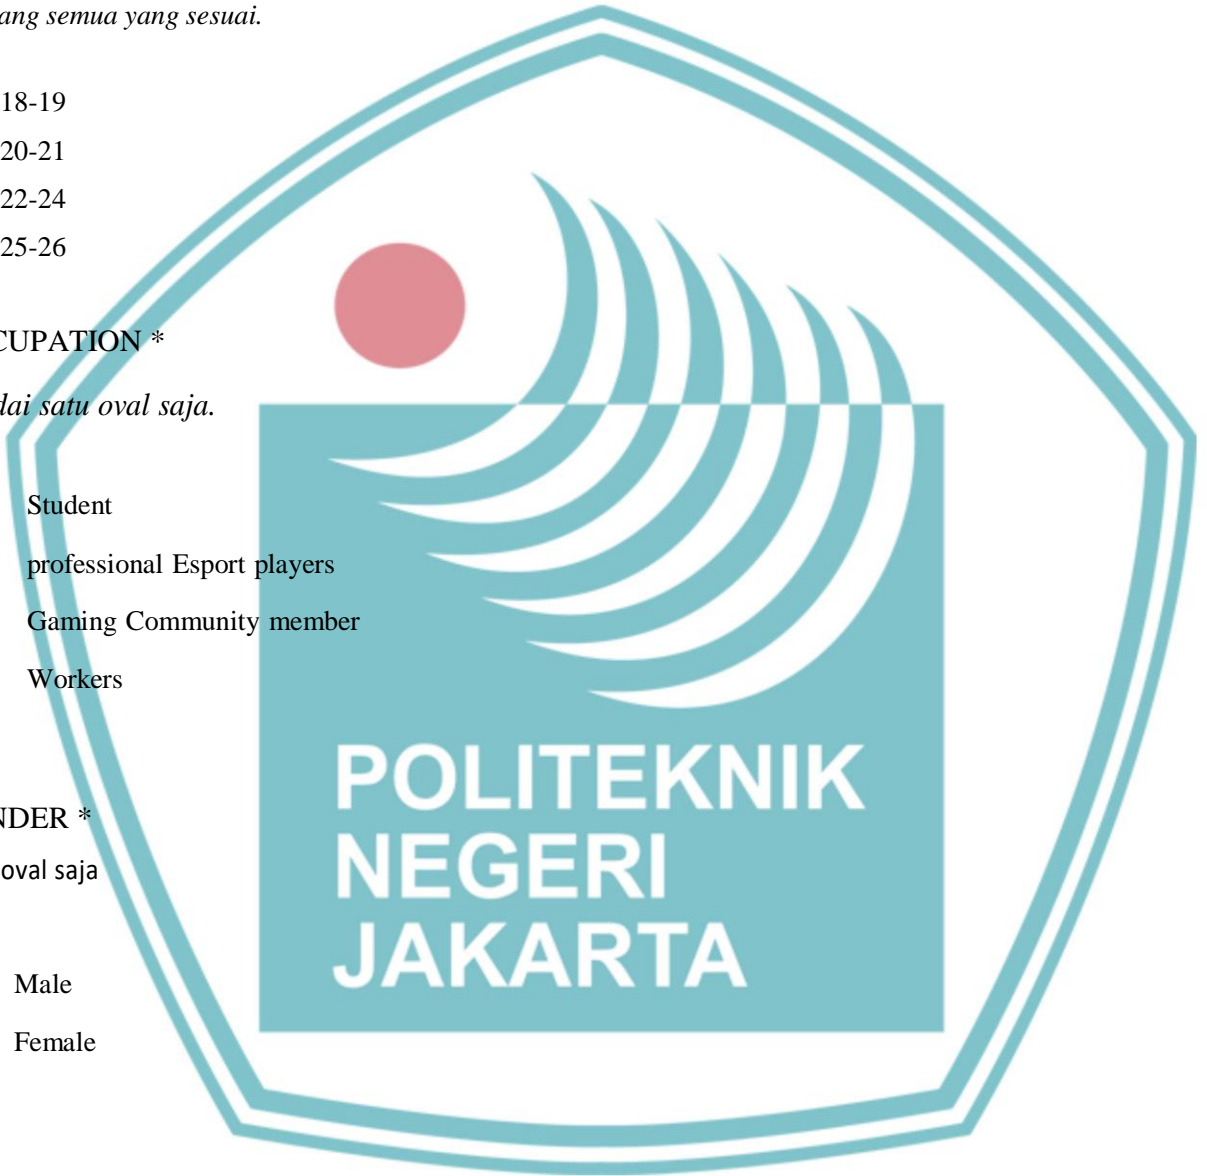 ang semua yang sesuai.
18-19
20-21
22-24
25-26
CUPATION *
dai satu oval saja.
Student
professional Esport players
Gaming Community member
Workers
NDER *
oval saja
Male
Female
POLITEKNIK
NEGERI
JAKARTA